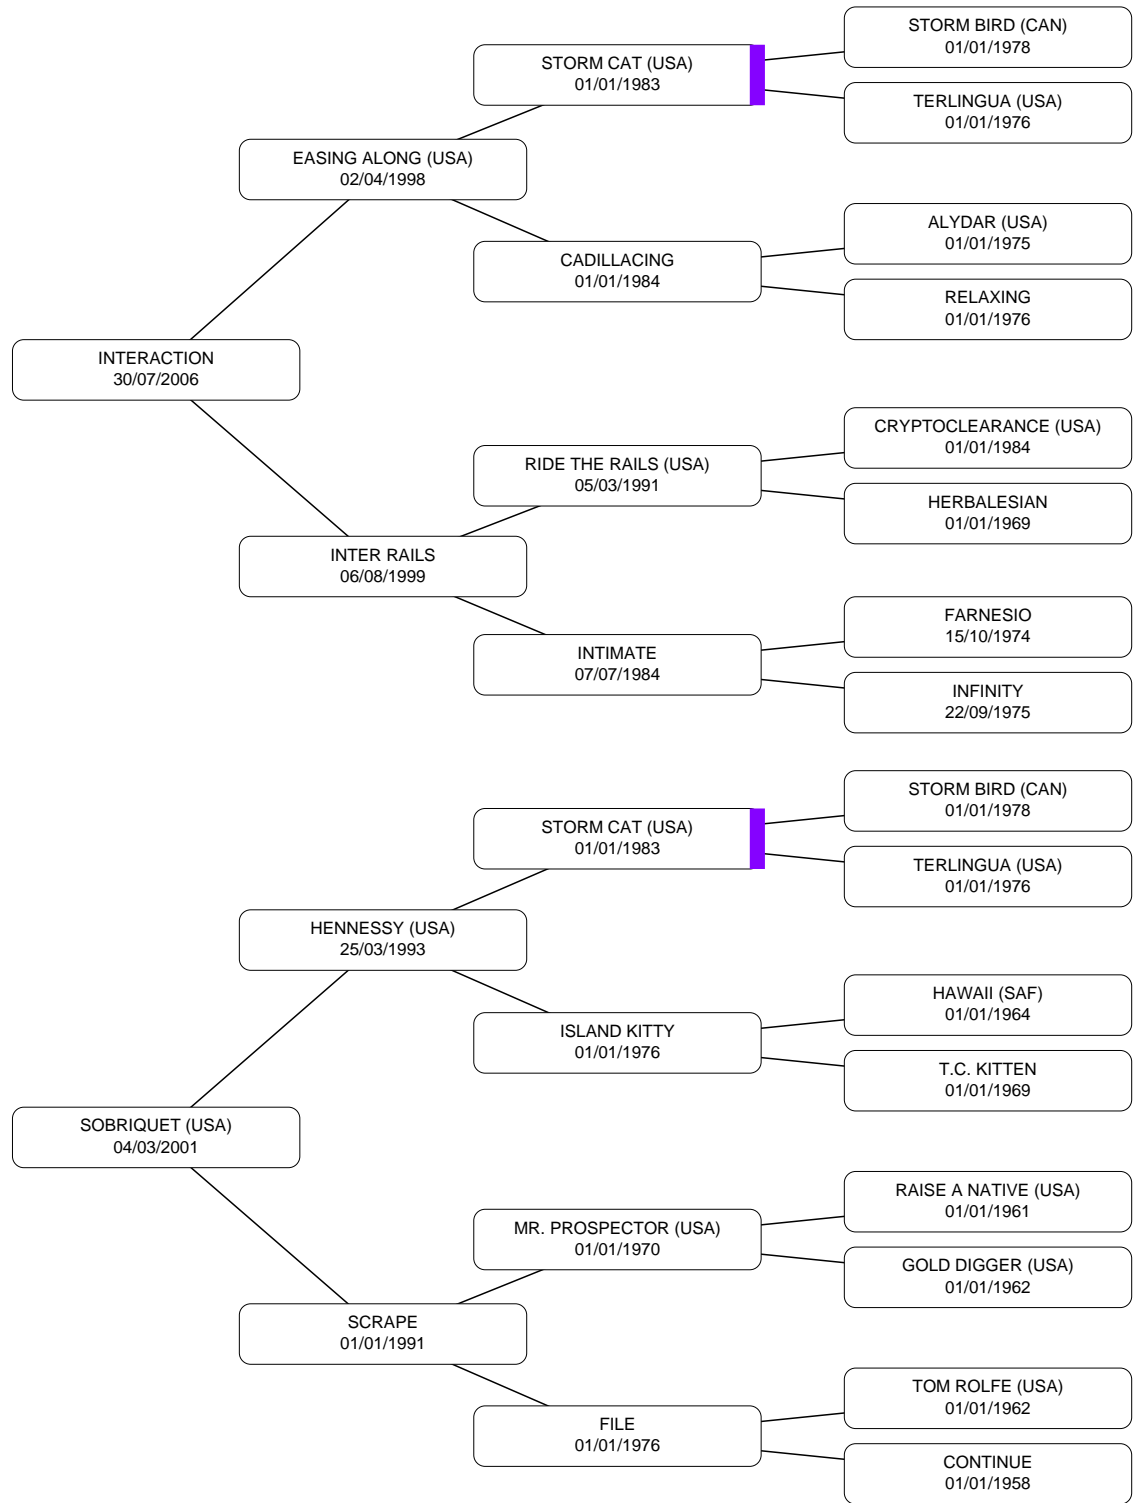 STORM BIRD (CAN)
01/01/1978
STORM CAT (USA)
01/01/1983
TERLINGUA (USA)
01/01/1976
EASING ALONG (USA)
02/04/1998
ALYDAR (USA)
01/01/1975
CADILLACING
01/01/1984
RELAXING
01/01/1976
INTERACTION
30/07/2006
CRYPTOCLEARANCE (USA)
01/01/1984
RIDE THE RAILS (USA)
05/03/1991
HERBALESIAN
01/01/1969
INTER RAILS
06/08/1999
FARNESIO
15/10/1974
INTIMATE
07/07/1984
INFINITY
22/09/1975
STORM BIRD (CAN)
01/01/1978
STORM CAT (USA)
01/01/1983
TERLINGUA (USA)
01/01/1976
HENNESSY (USA)
25/03/1993
HAWAII (SAF)
01/01/1964
ISLAND KITTY
01/01/1976
T.C. KITTEN
01/01/1969
SOBRIQUET (USA)
04/03/2001
RAISE A NATIVE (USA)
01/01/1961
MR. PROSPECTOR (USA)
01/01/1970
GOLD DIGGER (USA)
01/01/1962
SCRAPE
01/01/1991
TOM ROLFE (USA)
01/01/1962
FILE
01/01/1976
CONTINUE
01/01/1958